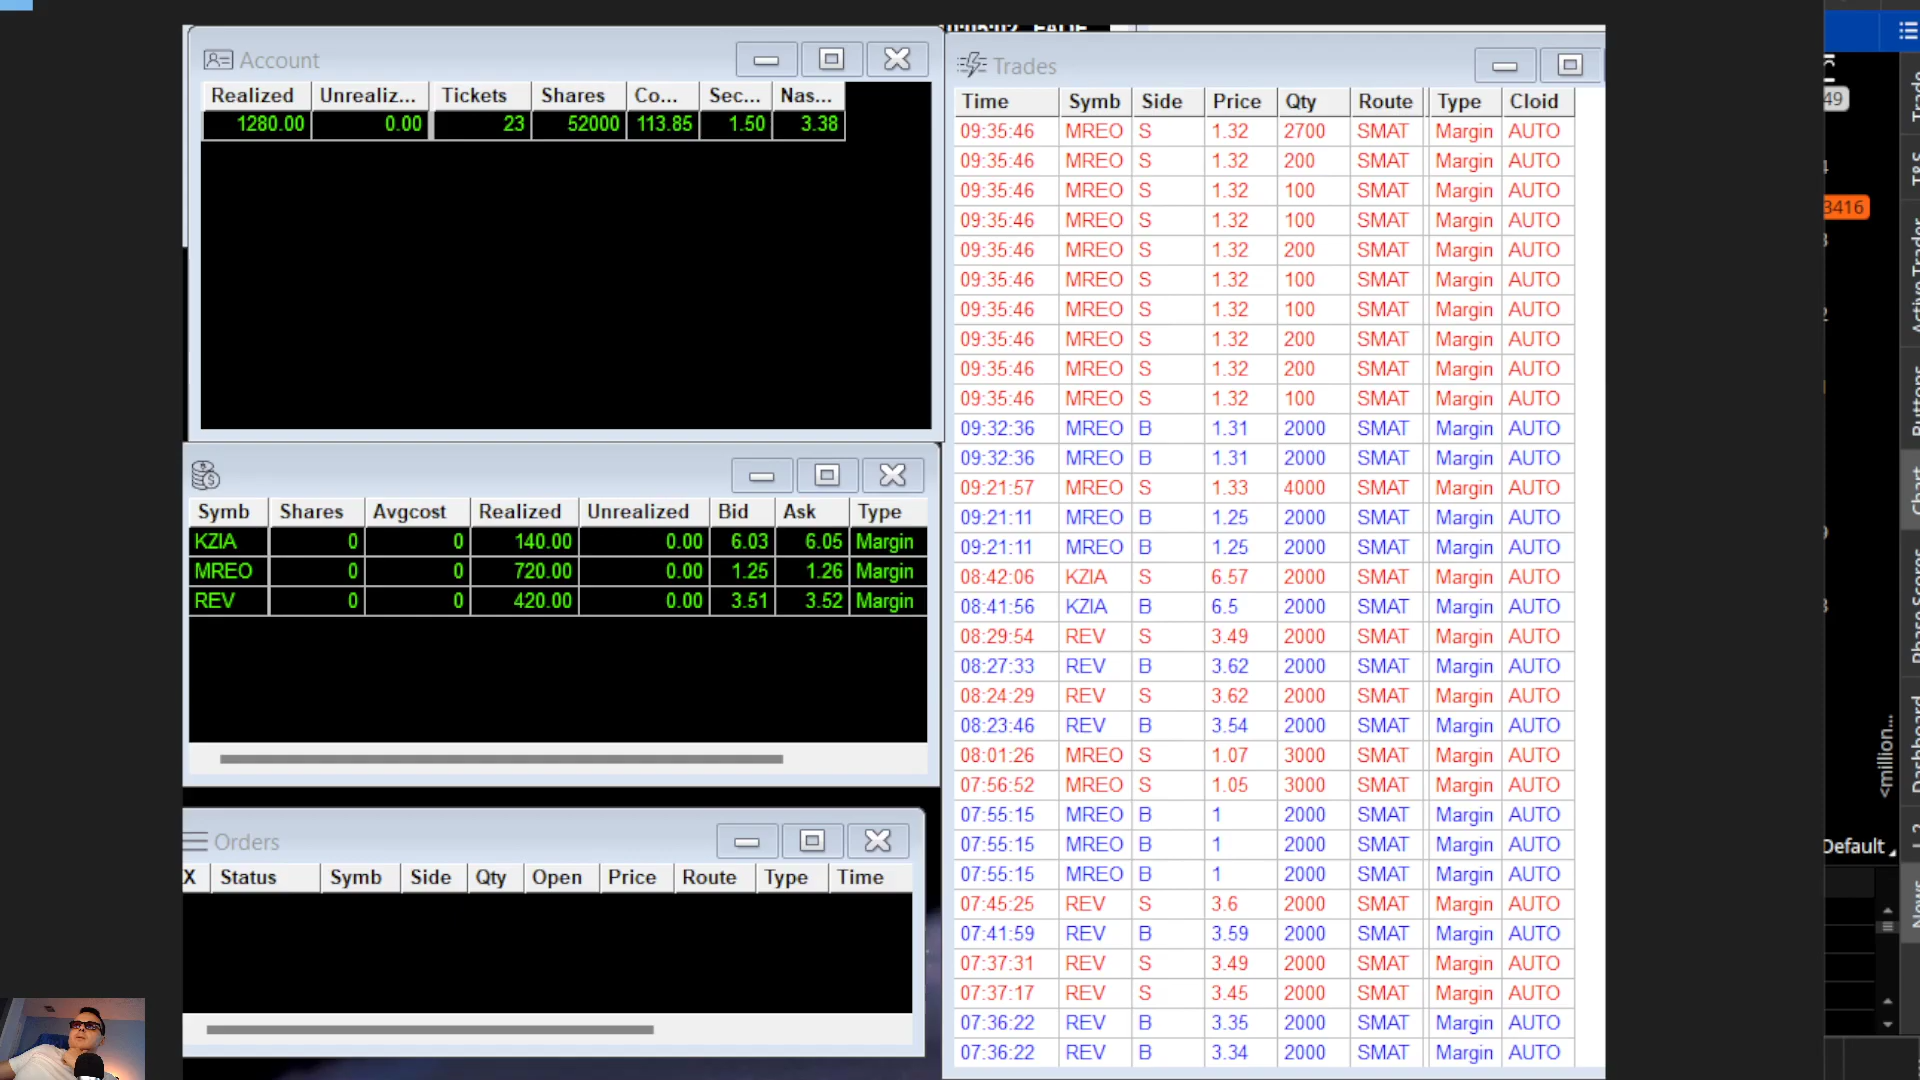 Account
Realized Unrealiz... Tickets Shares Co... Sec... Nas...
1280.00 0.00 23 52000 113.85 1.50 3.38
Symb Shares Avgcost Realized Unrealized Bid Ask Type
KZIA 0 0 140.00 0.00 6.03 6.05 Margin
MREO 0 0 720.00 0.00 1.25 1.26 Margin
REV 0 0 420.00 0.00 3.51 3.52 Margin
Orders
X Status Symb Side Qty Open Price Route Type Time
Trades
Time Symb Side Price Qty Route Type Cloid
09:35:46 MREO S 1.32 2700 SMAT Margin AUTO
09:35:46 MREO S 1.32 200 SMAT Margin AUTO
09:35:46 MREO S 1.32 100 SMAT Margin AUTO
09:35:46 MREO S 1.32 100 SMAT Margin AUTO
09:35:46 MREO S 1.32 200 SMAT Margin AUTO
09:35:46 MREO S 1.32 100 SMAT Margin AUTO
09:35:46 MREO S 1.32 100 SMAT Margin AUTO
09:35:46 MREO S 1.32 200 SMAT Margin AUTO
09:35:46 MREO S 1.32 200 SMAT Margin AUTO
09:35:46 MREO S 1.32 100 SMAT Margin AUTO
09:32:36 MREO B 1.31 2000 SMAT Margin AUTO
09:32:36 MREO B 1.31 2000 SMAT Margin AUTO
09:21:57 MREO S 1.33 4000 SMAT Margin AUTO
09:21:11 MREO B 1.25 2000 SMAT Margin AUTO
09:21:11 MREO B 1.25 2000 SMAT Margin AUTO
08:42:06 KZIA S 6.57 2000 SMAT Margin AUTO
08:41:56 KZIA B 6.5 2000 SMAT Margin AUTO
08:29:54 REV S 3.49 2000 SMAT Margin AUTO
08:27:33 REV B 3.62 2000 SMAT Margin AUTO
08:24:29 REV S 3.62 2000 SMAT Margin AUTO
08:23:46 REV B 3.54 2000 SMAT Margin AUTO
08:01:26 MREO S 1.07 3000 SMAT Margin AUTO
07:56:52 MREO S 1.05 3000 SMAT Margin AUTO
07:55:15 MREO B 1 2000 SMAT Margin AUTO
07:55:15 MREO B 1 2000 SMAT Margin AUTO
07:55:15 MREO B 1 2000 SMAT Margin AUTO
07:45:25 REV S 3.6 2000 SMAT Margin AUTO
07:41:59 REV B 3.59 2000 SMAT Margin AUTO
07:37:31 REV S 3.49 2000 SMAT Margin AUTO
07:37:17 REV S 3.45 2000 SMAT Margin AUTO
07:36:22 REV B 3.35 2000 SMAT Margin AUTO
07:36:22 REV B 3.34 2000 SMAT Margin AUTO
49
3416
<million...
Default
Trade
T&S
Active Trader
Buttons
Chart
Phase Scores
Dashboard
L 2
News